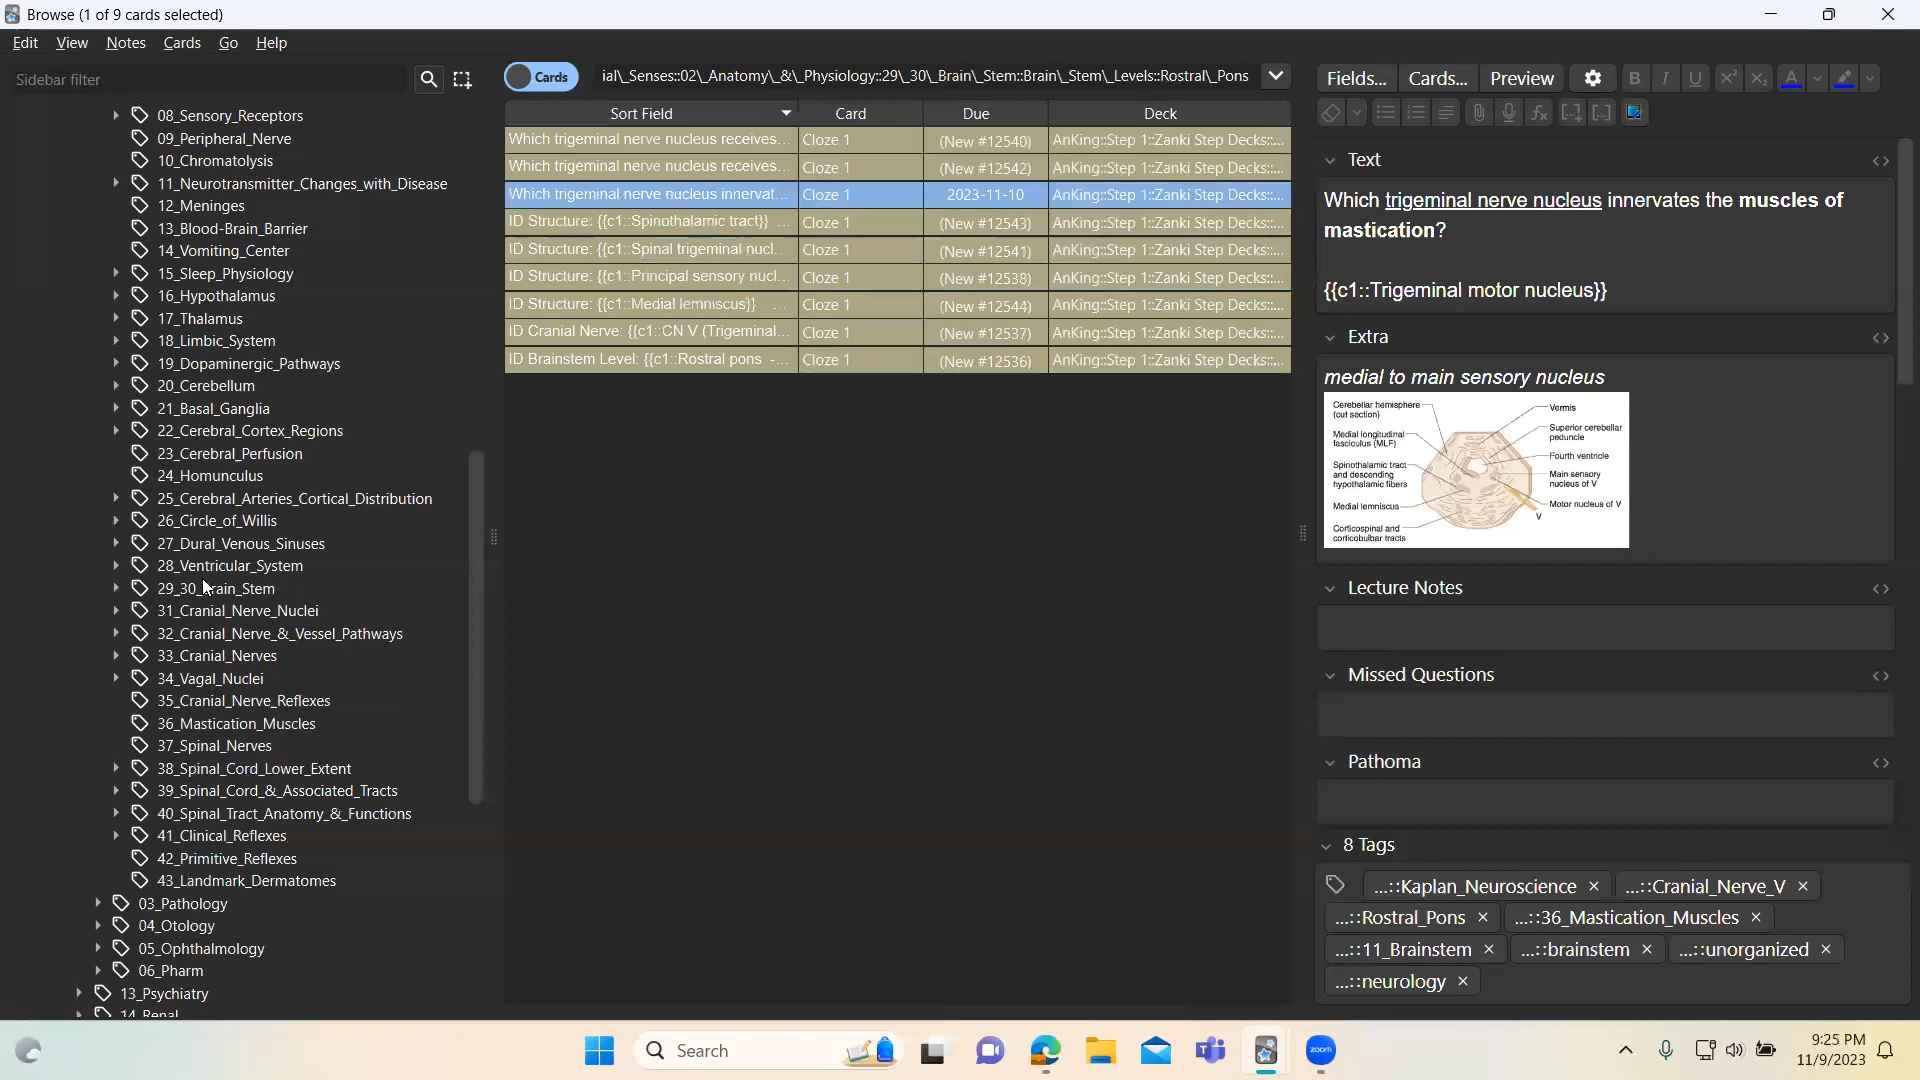 Browse (1 of 9 cards selected)
Edit View Notes Cards Go Help
Sidebar filter
08_Sensory_Receptors
09_Peripheral_Nerve
10_Chromatolysis
11_Neurotransmitter_Changes_with_Disease
12_Meninges
13_Blood-Brain_Barrier
14_Vomiting_Center
15_Sleep_Physiology
16_Hypothalamus
17_Thalamus
18_Limbic_System
19_Dopaminergic_Pathways
20_Cerebellum
21_Basal_Ganglia
22_Cerebral_Cortex_Regions
23_Cerebral_Perfusion
24_Homunculus
25_Cerebral_Arteries_Cortical_Distribution
26_Circle_of_Willis
27_Dural_Venous_Sinuses
28_Ventricular_System
29_30_Brain_Stem
31_Cranial_Nerve_Nuclei
32_Cranial_Nerve_&_Vessel_Pathways
33_Cranial_Nerves
34_Vagal_Nuclei
35_Cranial_Nerve_Reflexes
36_Mastication_Muscles
37_Spinal_Nerves
38_Spinal_Cord_Lower_Extent
39_Spinal_Cord_&_Associated_Tracts
40_Spinal_Tract_Anatomy_&_Functions
41_Clinical_Reflexes
42_Primitive_Reflexes
43_Landmark_Dermatomes
03_Pathology
04_Otology
05_Ophthalmology
06_Pharm
13_Psychiatry
14_Renal
Cards ial\_Senses::02\_Anatomy\_&\_Physiology::29\_30\_Brain\_Stem::Brain\_Stem\_Levels::Rostral\_Pons
Sort Field Card Due Deck
Which trigeminal nerve nucleus receives... Cloze 1 (New #12540) AnKing::Step 1::Zanki Step Decks::...
Which trigeminal nerve nucleus receives... Cloze 1 (New #12542) AnKing::Step 1::Zanki Step Decks::...
Which trigeminal nerve nucleus innervat... Cloze 1 2023-11-10 AnKing::Step 1::Zanki Step Decks::...
ID Structure: {{c1::Spinothalamic tract}} ... Cloze 1 (New #12543) AnKing::Step 1::Zanki Step Decks::...
ID Structure: {{c1::Spinal trigeminal nucl... Cloze 1 (New #12541) AnKing::Step 1::Zanki Step Decks::...
ID Structure: {{c1::Principal sensory nucl... Cloze 1 (New #12538) AnKing::Step 1::Zanki Step Decks::...
ID Structure: {{c1::Medial lemniscus}} ... Cloze 1 (New #12544) AnKing::Step 1::Zanki Step Decks::...
ID Cranial Nerve: {{c1::CN V (Trigeminal... Cloze 1 (New #12537) AnKing::Step 1::Zanki Step Decks::...
ID Brainstem Level: {{c1::Rostral pons -... Cloze 1 (New #12536) AnKing::Step 1::Zanki Step Decks::...
Fields... Cards... Preview B I U X² X₂ A
Text
Which trigeminal nerve nucleus innervates the muscles of
mastication?
{{c1::Trigeminal motor nucleus}}
Extra
medial to main sensory nucleus
Cerebellar hemisphere
(cut section)
Medial longitudinal
fasciculus (MLF)
Spinothalamic tract
and descending
hypothalamic fibers
Medial lemniscus
Corticospinal and
corticobulbar tracts
Vermis
Superior cerebellar
peduncle
Fourth ventricle
Main sensory
nucleus of V
Motor nucleus of V
V
Lecture Notes
Missed Questions
Pathoma
8 Tags
...::Kaplan_Neuroscience × ...::Cranial_Nerve_V ×
...::Rostral_Pons × ...::36_Mastication_Muscles ×
...::11_Brainstem × ...::brainstem × ...::unorganized ×
...::neurology ×
Search
zoom
9:25 PM
11/9/2023